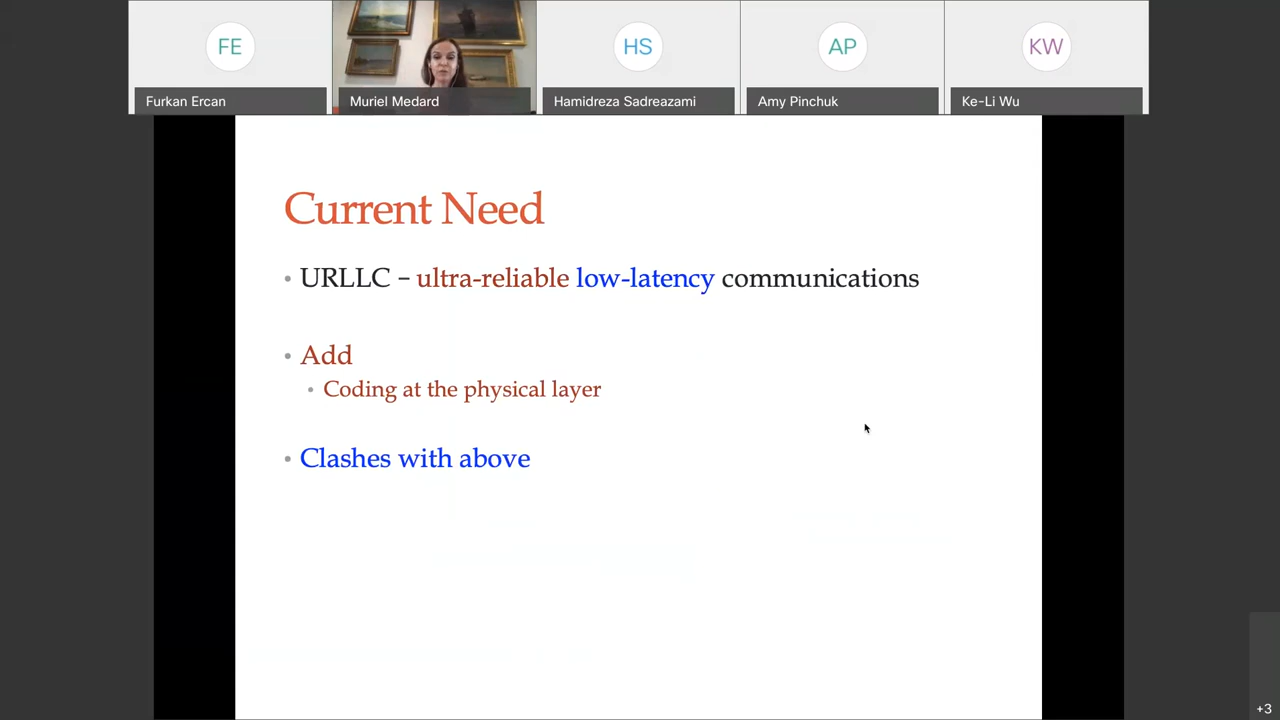 FE
HS
AP
KW
Furkan Ercan
Muriel Medard
Hamidreza Sadreazami
Amy Pinchuk
Ke-Li Wu
Current Need
• URLLC – ultra-reliable low-latency communications
• Add
• Coding at the physical layer
• Clashes with above
+3